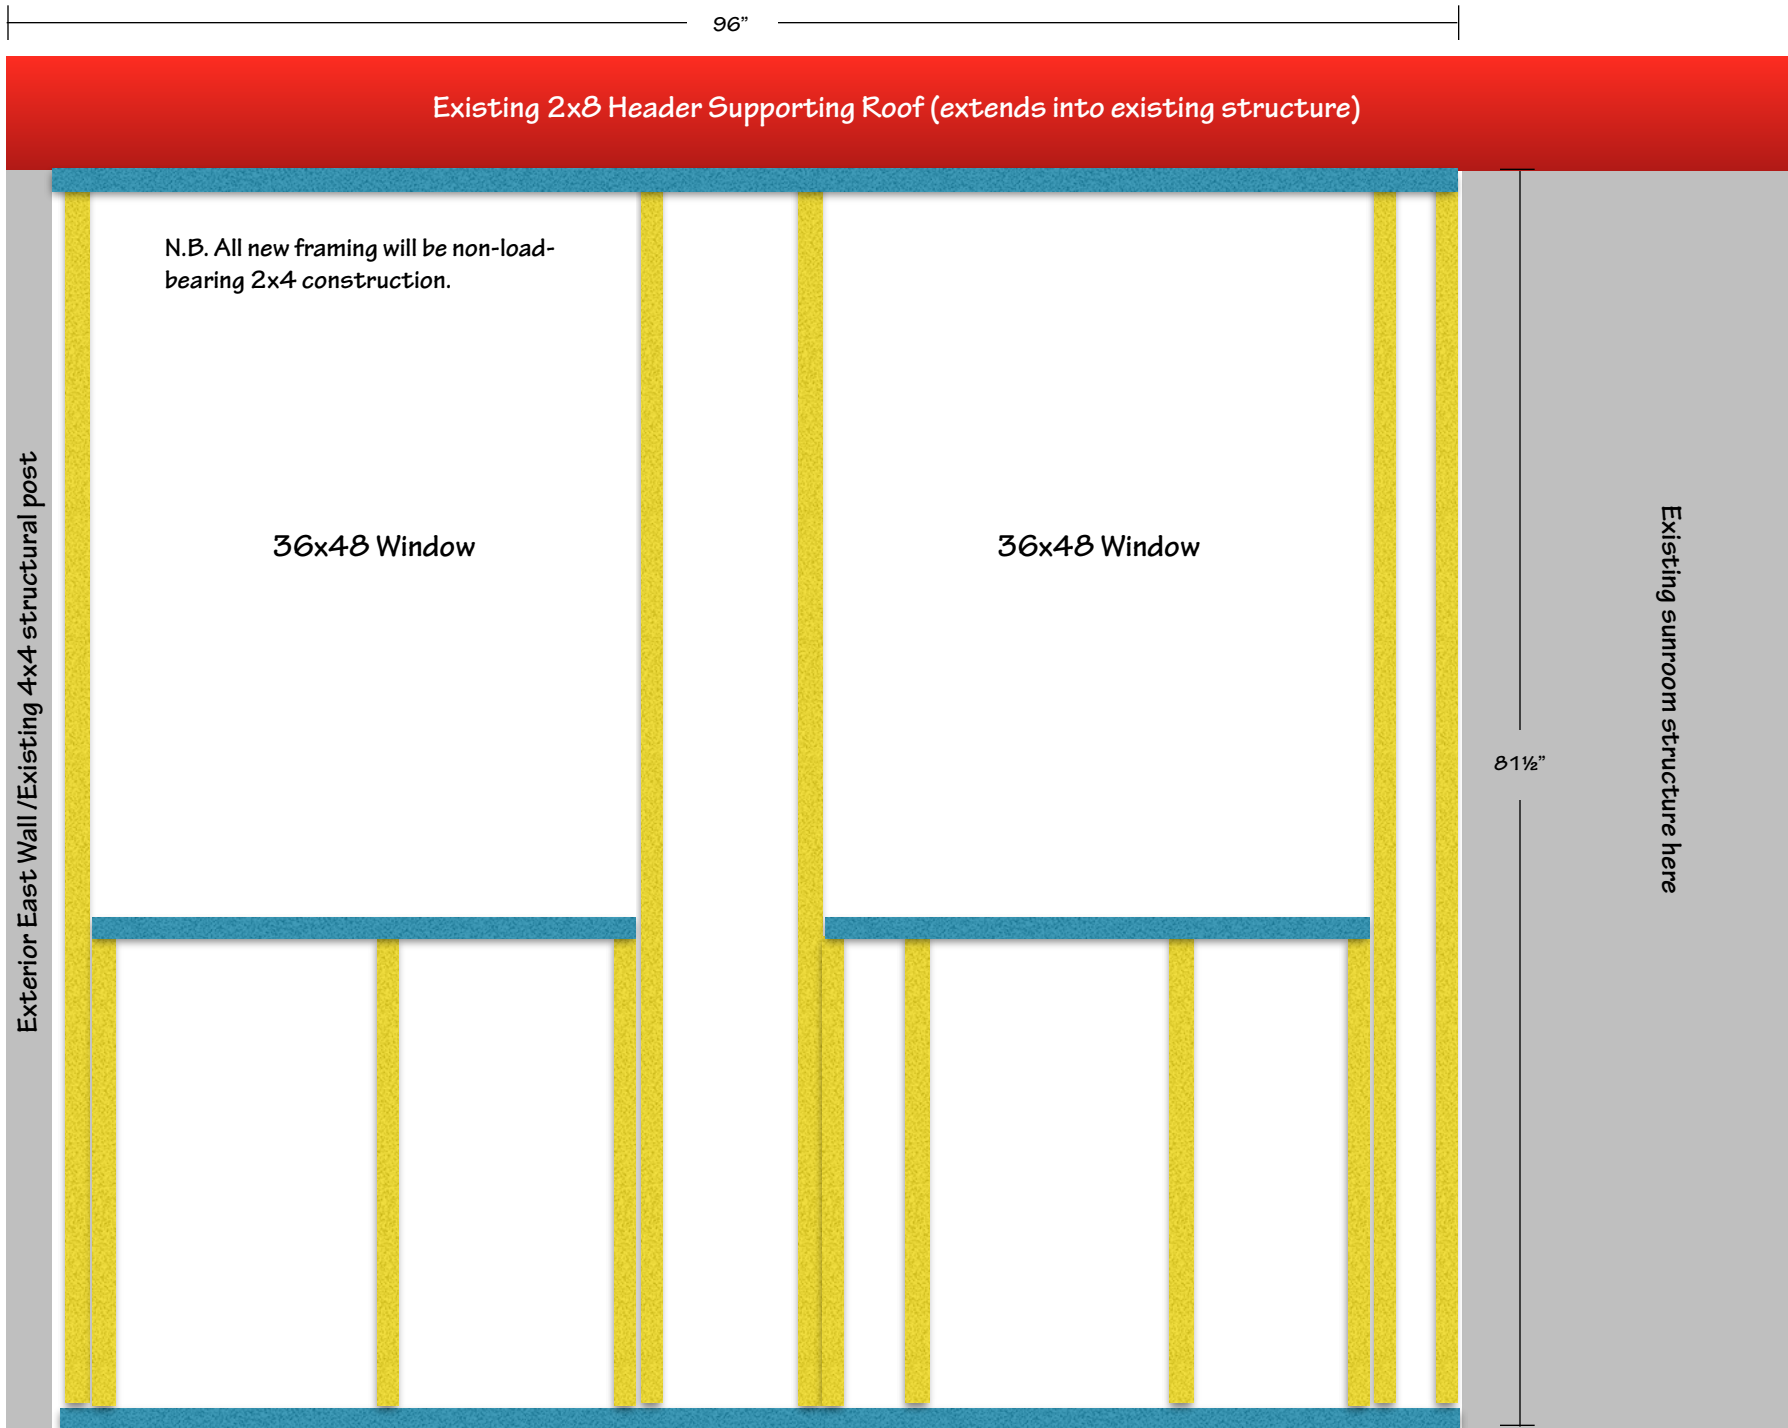 96”
Existing 2x8 Header Supporting Roof (extends into existing structure)
N.B. All new framing will be non-load-
bearing 2x4 construction.
Exterior East Wall /Existing 4x4 structural post
36x48 Window
36x48 Window
81½”
Existing sunroom structure here